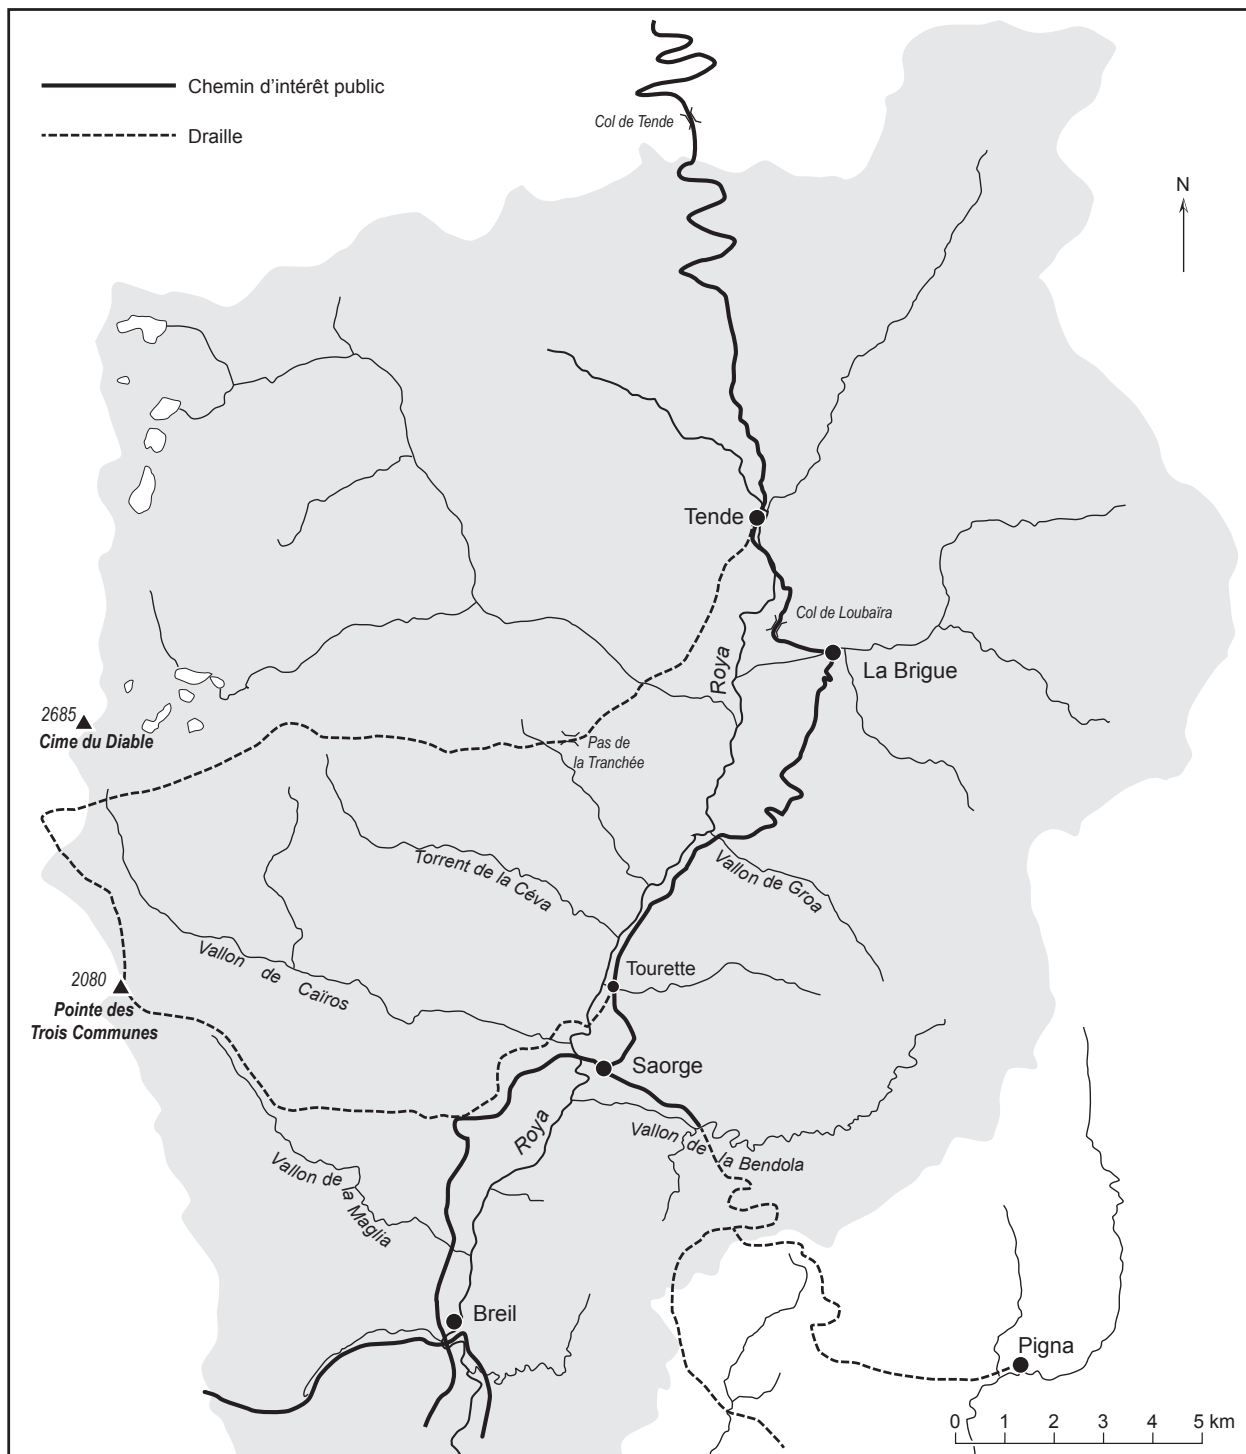 Chemin d'intérêt public
Draille
Col de Tende
N
Tende
Col de Loubaïra
Roya
La Brigue
2685
Cime du Diable
Pas de
la Tranchée
Torrent de la Céva
Vallon de Groa
Vallon de Caïros
Tourette
2080
Pointe des
Trois Communes
Saorge
Roya
Vallon de la Bendola
Vallon de la Maglia
Breil
Pigna
0 1 2 3 4 5 km